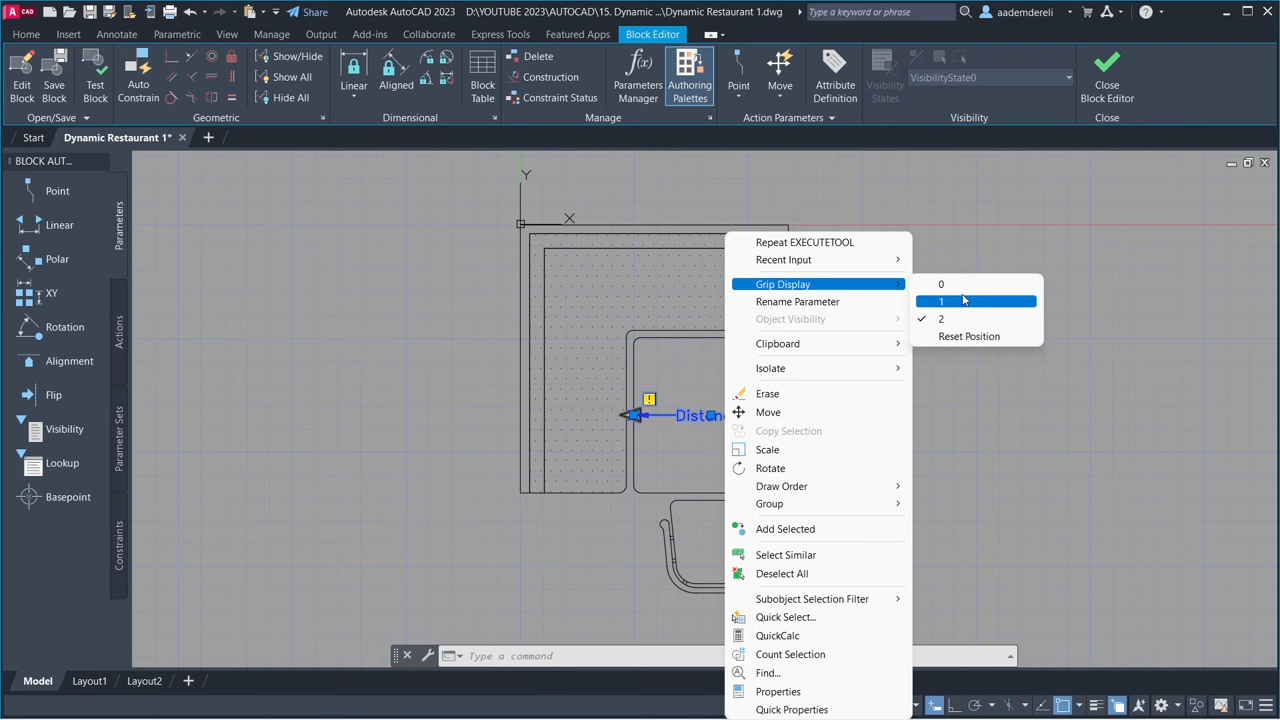 CAD
Share
Autodesk AutoCAD 2023
D:\YOUTUBE 2023\AUTOCAD\15. Dynamic ...\Dynamic Restaurant 1.dwg
Type a keyword or phrase
aademdereli
Home
Insert
Annotate
Parametric
View
Manage
Output
Add-ins
Collaborate
Express Tools
Featured Apps
Block Editor
Edit
Block
Save
Block
Test
Block
Auto
Constrain
Show/Hide
Show All
Hide All
Linear
Aligned
Block
Table
Delete
Construction
Constraint Status
Parameters
Manager
Authoring
Palettes
Point
Move
Attribute
Definition
Visibility
States
VisibilityState0
Close
Block Editor
Open/Save
Geometric
Dimensional
Manage
Action Parameters
Visibility
Close
Start
Dynamic Restaurant 1*
BLOCK AUT...
Point
Linear
Polar
XY
Rotation
Alignment
Flip
Visibility
Lookup
Basepoint
Parameters
Actions
Parameter Sets
Constraints
Y
X
Distan
Repeat EXECUTETOOL
Recent Input
Grip Display
Rename Parameter
Object Visibility
Clipboard
Isolate
Erase
Move
Copy Selection
Scale
Rotate
Draw Order
Group
Add Selected
Select Similar
Deselect All
Subobject Selection Filter
Quick Select...
QuickCalc
Count Selection
Find...
Properties
Quick Properties
0
1
2
Reset Position
Type a command
Model
Layout1
Layout2